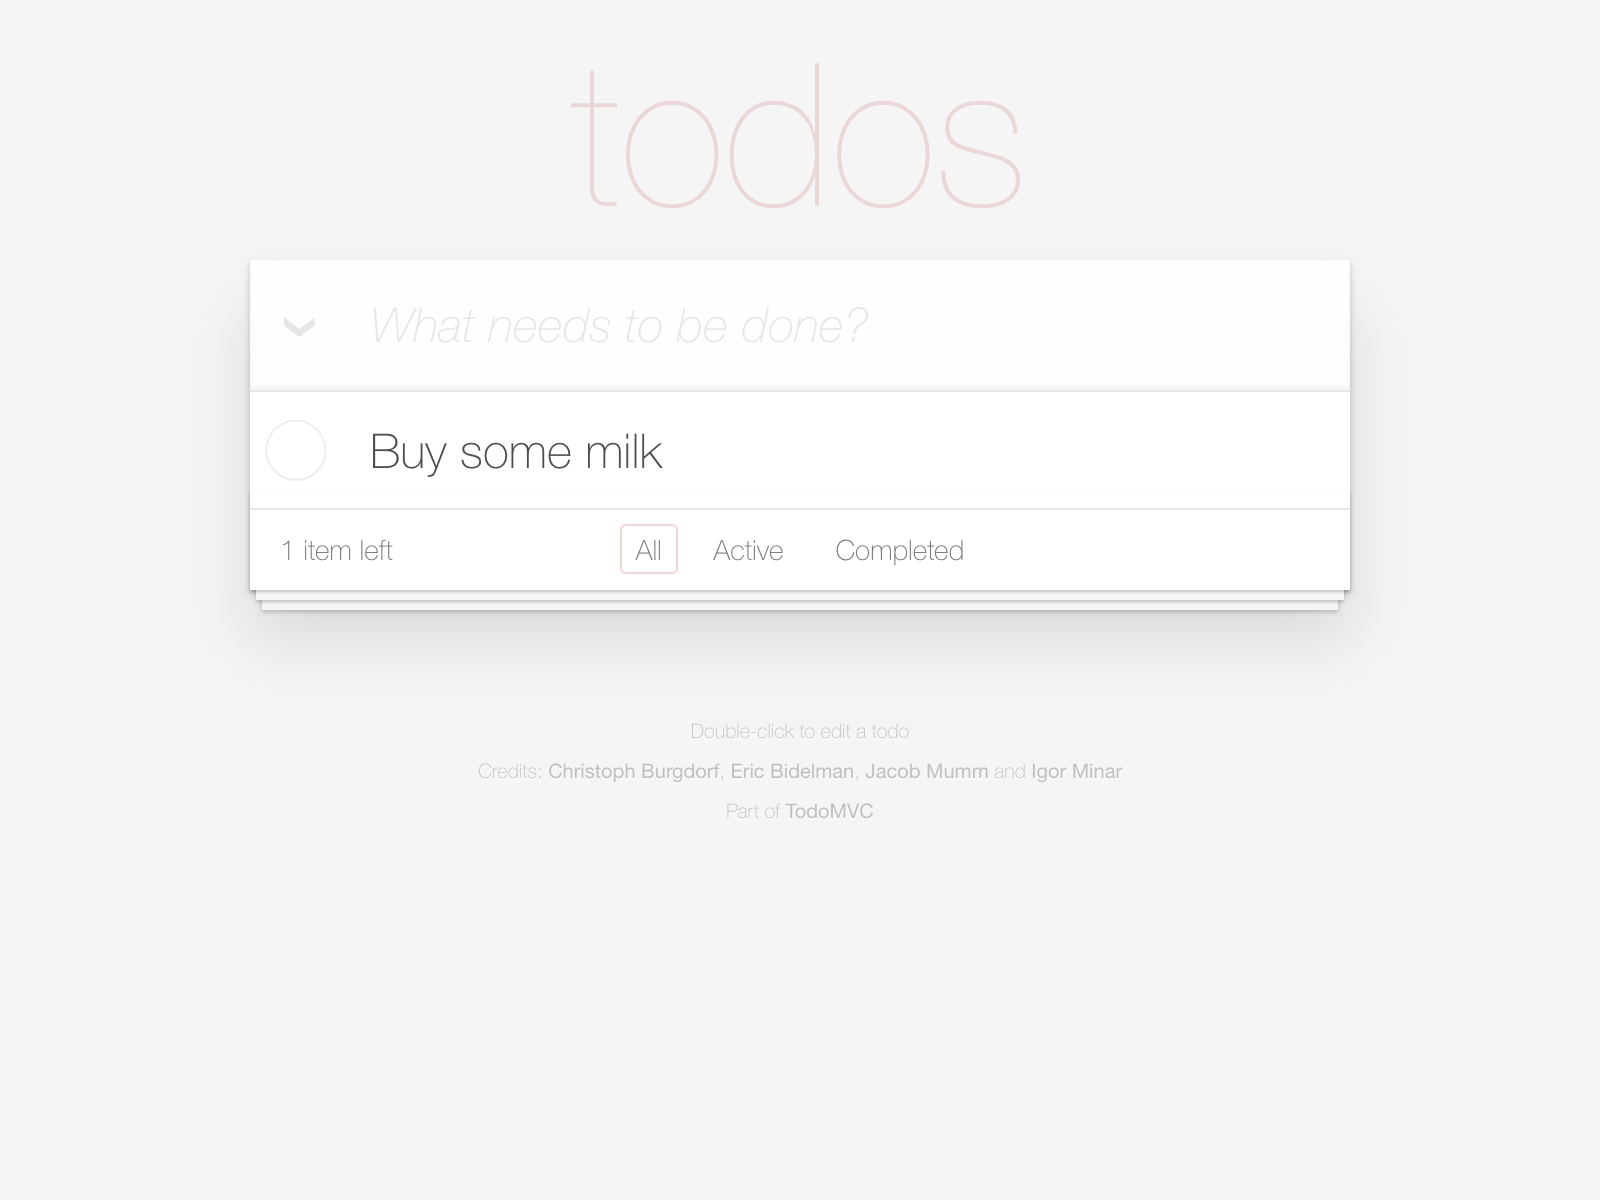 todos
What needs to be done?
Buy some milk
1 item left All Active Completed
Double-click to edit a todo
Credits: Christoph Burgdorf, Eric Bidelman, Jacob Mumm and Igor Minar
Part of TodoMVC